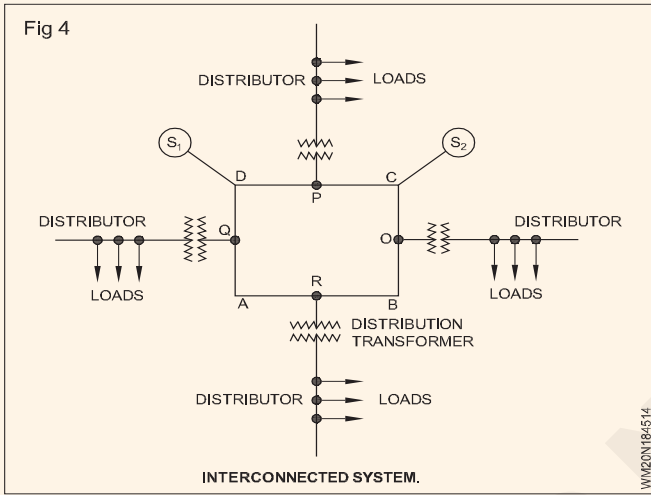 Fig 4
DISTRIBUTOR
LOADS
S1
S2
D
C
P
DISTRIBUTOR
Q
O
DISTRIBUTOR
LOADS
R
LOADS
A
B
DISTRIBUTION
TRANSFORMER
DISTRIBUTOR
LOADS
INTERCONNECTED SYSTEM.
WM20N184514